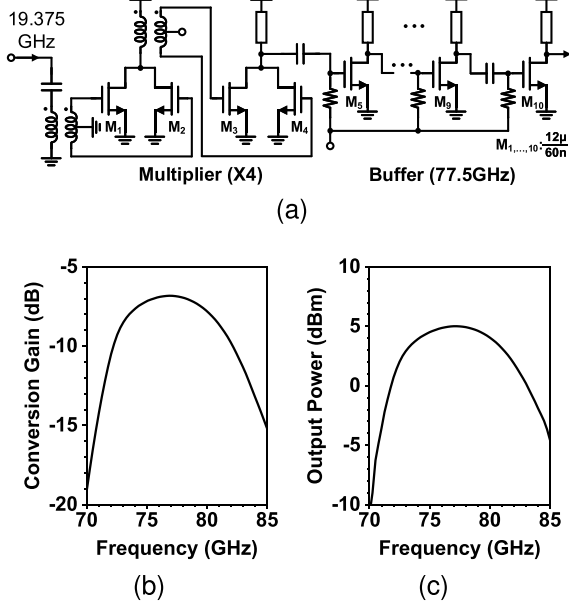 19.375
GHz
M1
M2
M3
M4
M5
M9
M10
M1,...,10: 12µ
60n
Multiplier (X4)
Buffer (77.5GHz)
(a)
Conversion Gain (dB)
-5
-10
-15
-20
70 75 80 85
Frequency (GHz)
(b)
Output Power (dBm)
10
5
0
-5
-10
70 75 80 85
Frequency (GHz)
(c)